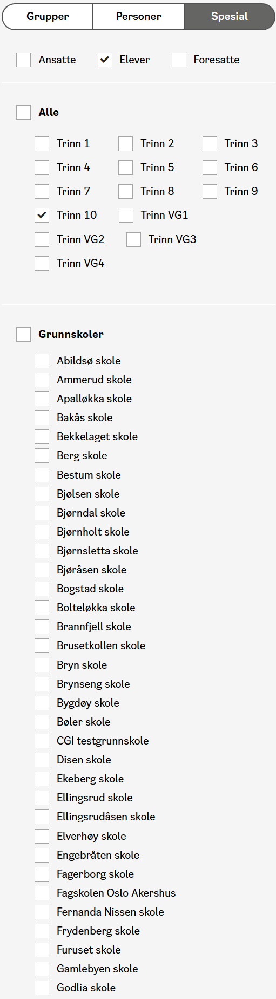 Grupper Personer Spesial
Ansatte Elever Foresatte
Alle
Trinn 1 Trinn 2 Trinn 3
Trinn 4 Trinn 5 Trinn 6
Trinn 7 Trinn 8 Trinn 9
Trinn 10 Trinn VG1
Trinn VG2 Trinn VG3
Trinn VG4
Grunnskoler
Abildsø skole
Ammerud skole
Apalløkka skole
Bakås skole
Bekkelaget skole
Berg skole
Bestum skole
Bjølsen skole
Bjørndal skole
Bjørnholt skole
Bjørnsletta skole
Bjøråsen skole
Bogstad skole
Bolteløkka skole
Brannfjell skole
Brusetkollen skole
Bryn skole
Brynseng skole
Bygdøy skole
Bøler skole
CGI testgrunnskole
Disen skole
Ekeberg skole
Ellingsrud skole
Ellingsrudåsen skole
Elverhøy skole
Engebråten skole
Fagerborg skole
Fagskolen Oslo Akershus
Fernanda Nissen skole
Frydenberg skole
Furuset skole
Gamlebyen skole
Godlia skole